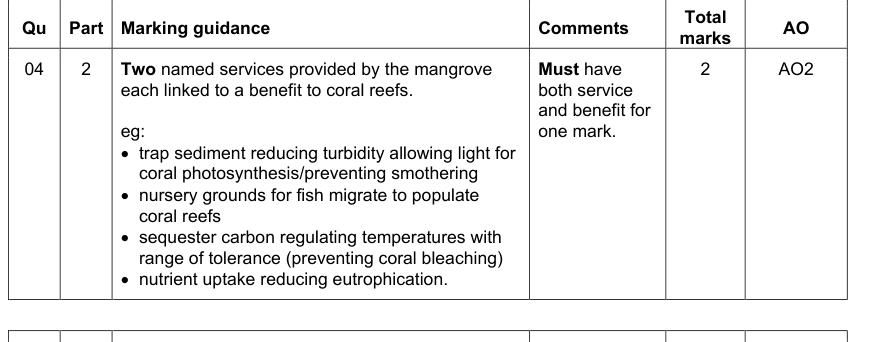 Qu Part Marking guidance Comments Total marks AO
04 2 Two named services provided by the mangrove each linked to a benefit to coral reefs. Must have both service and benefit for one mark. 2 AO2
eg:
• trap sediment reducing turbidity allowing light for
coral photosynthesis/preventing smothering
• nursery grounds for fish migrate to populate
coral reefs
• sequester carbon regulating temperatures with
range of tolerance (preventing coral bleaching)
• nutrient uptake reducing eutrophication.